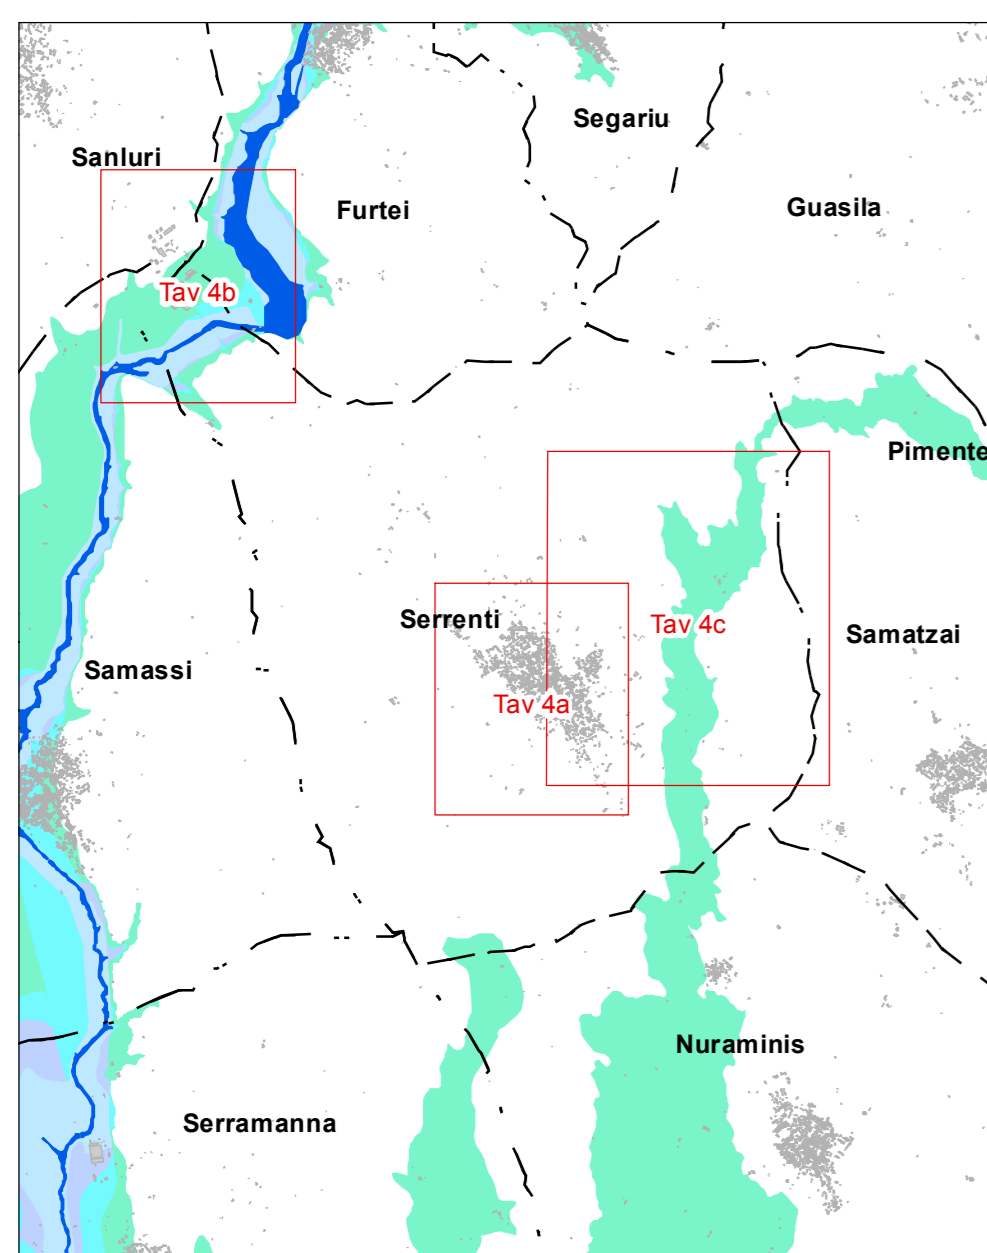 Segariu
Sanluri
Guasila
Furtei
Tav 4b
Pimente
Serrenti
Tav 4c
Samatzai
Samassi
Tav 4a
Nuraminis
Serramanna